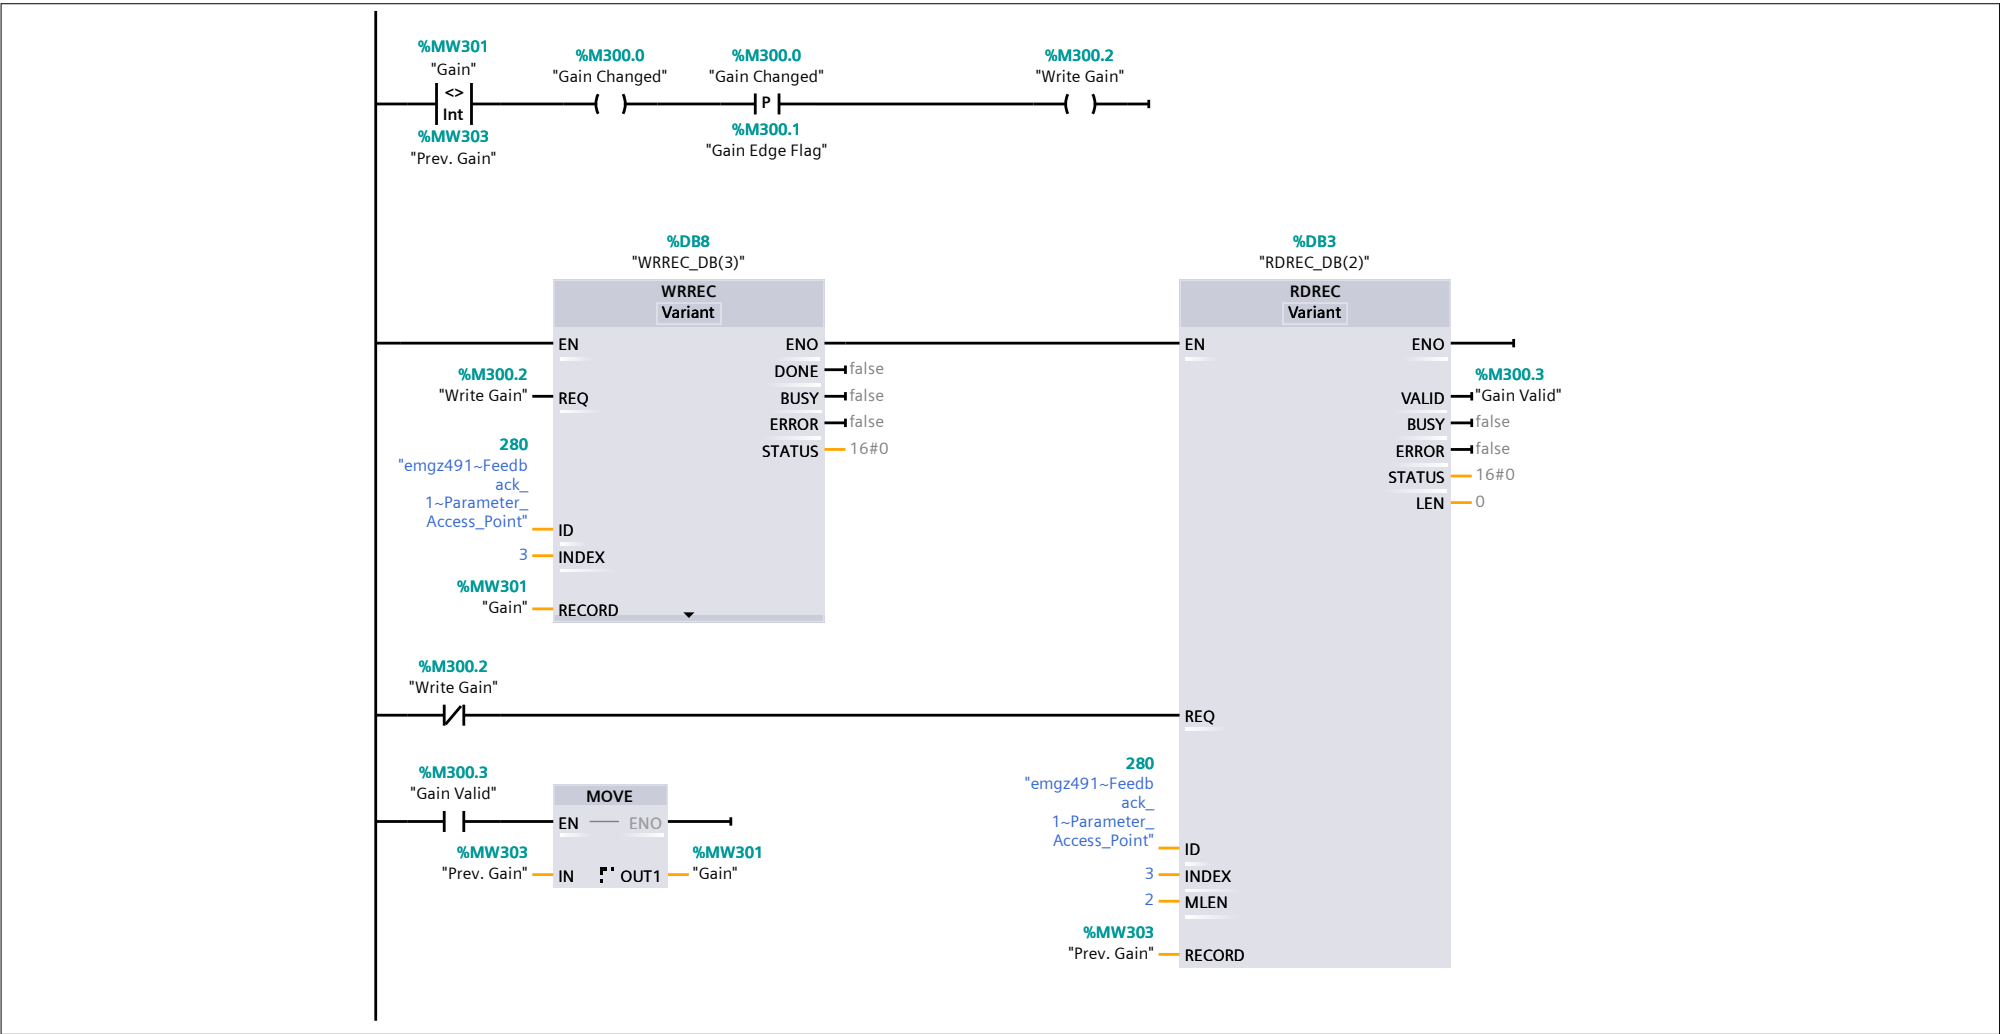 %MW301
"Gain"
<>
Int
%MW303
"Prev. Gain"
%M300.0
"Gain Changed"
( )
%M300.0
"Gain Changed"
P
%M300.1
"Gain Edge Flag"
%M300.2
"Write Gain"
( )
%DB8
"WRREC_DB(3)"
WRREC
Variant
EN
ENO
DONE
false
%M300.2
"Write Gain"
REQ
BUSY
false
ERROR
false
STATUS
16#0
280
"emgz491~Feedb
ack_
1~Parameter_
Access_Point"
ID
3
INDEX
%MW301
"Gain"
RECORD
%DB3
"RDREC_DB(2)"
RDREC
Variant
EN
ENO
%M300.3
VALID
"Gain Valid"
BUSY
false
ERROR
false
STATUS
16#0
LEN
0
%M300.2
"Write Gain"
REQ
280
"emgz491~Feedb
ack_
1~Parameter_
Access_Point"
ID
3
INDEX
2
MLEN
%MW303
"Prev. Gain"
RECORD
%M300.3
"Gain Valid"
MOVE
EN
ENO
%MW303
"Prev. Gain"
IN
OUT1
%MW301
"Gain"